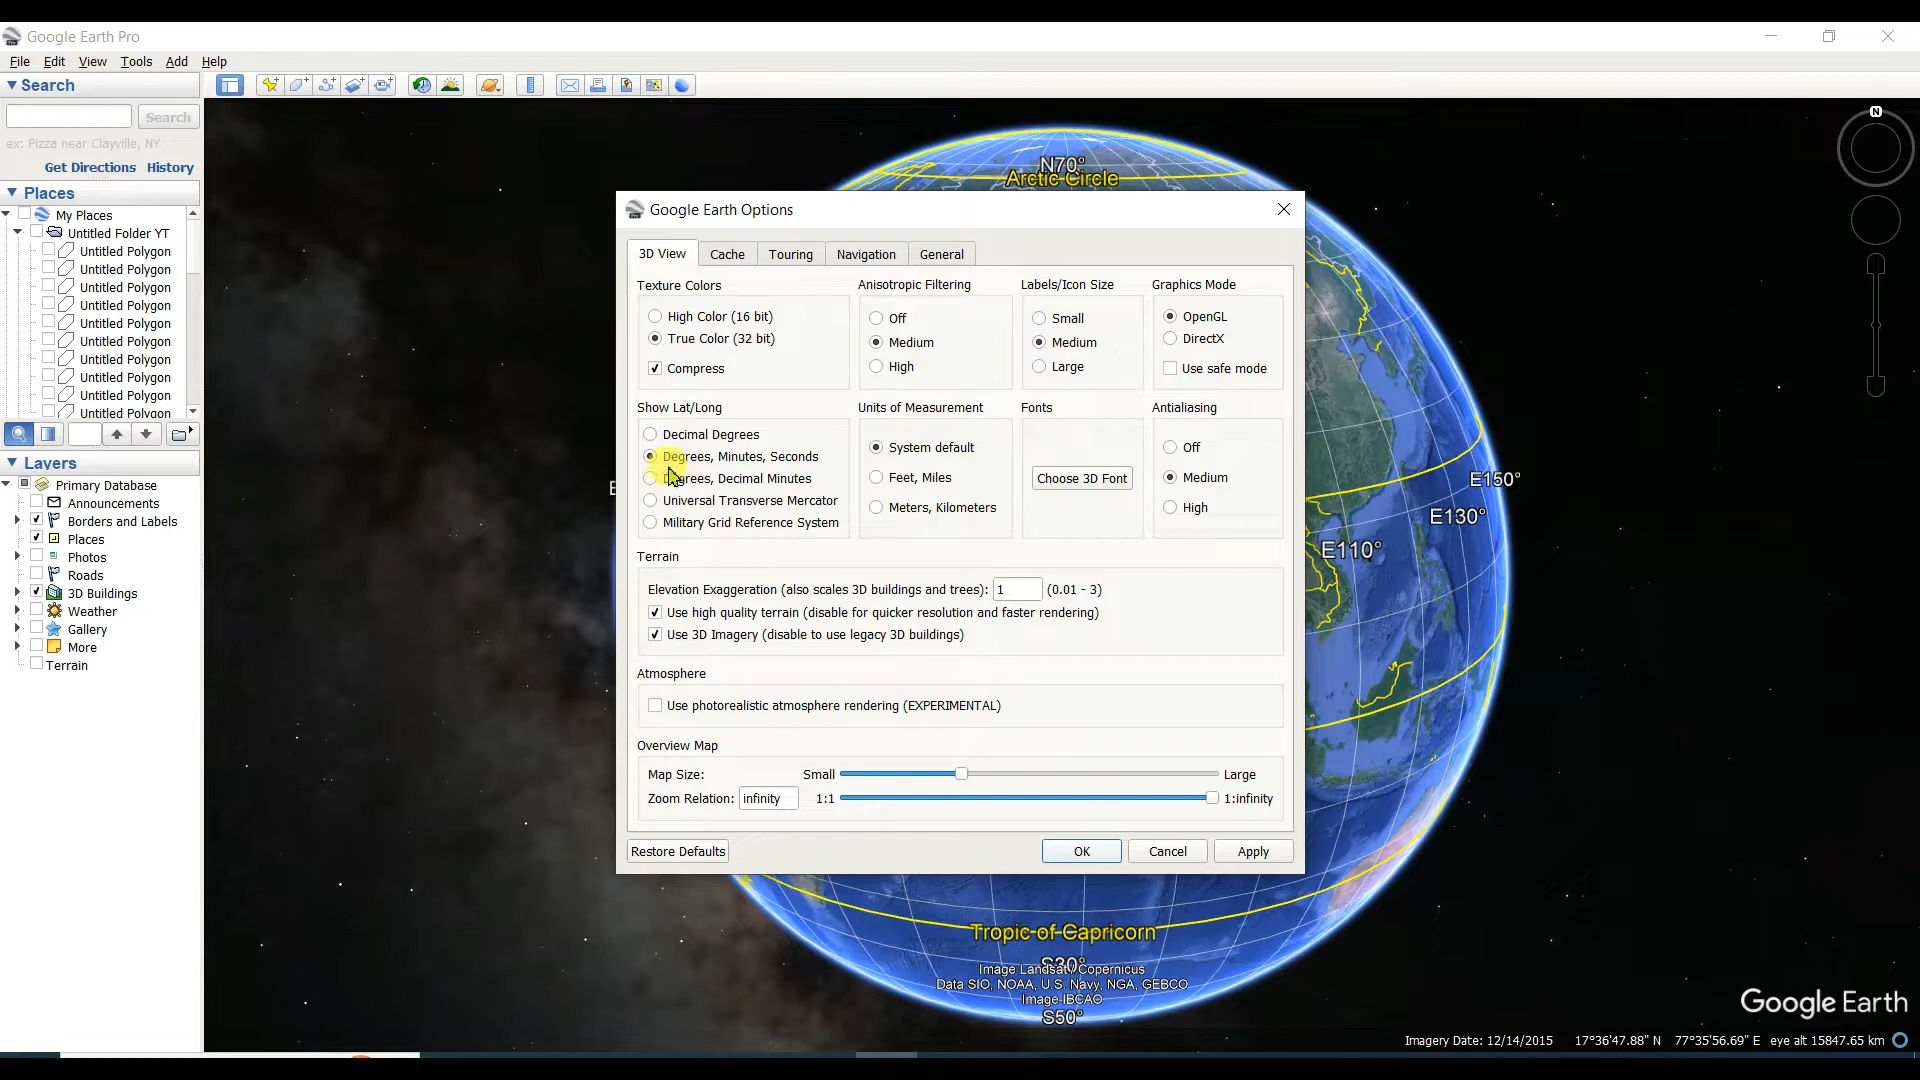 Google Earth Pro
File Edit View Tools Add Help
Search
Search
ex: Pizza near Clayville, NY
Get Directions History
Places
My Places
Untitled Folder YT
Untitled Polygon
Untitled Polygon
Untitled Polygon
Untitled Polygon
Untitled Polygon
Untitled Polygon
Untitled Polygon
Untitled Polygon
Untitled Polygon
Untitled Polygon
Layers
Primary Database
Announcements
Borders and Labels
Places
Photos
Roads
3D Buildings
Weather
Gallery
More
Terrain
N
N70°
Arctic Circle
Google Earth Options
3D View Cache Touring Navigation General
Texture Colors
High Color (16 bit)
True Color (32 bit)
Compress
Anisotropic Filtering
Off
Medium
High
Labels/Icon Size
Small
Medium
Large
Graphics Mode
OpenGL
DirectX
Use safe mode
Show Lat/Long
Decimal Degrees
Degrees, Minutes, Seconds
Degrees, Decimal Minutes
Universal Transverse Mercator
Military Grid Reference System
Units of Measurement
System default
Feet, Miles
Meters, Kilometers
Fonts
Choose 3D Font
Antialiasing
Off
Medium
High
Terrain
Elevation Exaggeration (also scales 3D buildings and trees): 1 (0.01 - 3)
Use high quality terrain (disable for quicker resolution and faster rendering)
Use 3D Imagery (disable to use legacy 3D buildings)
Atmosphere
Use photorealistic atmosphere rendering (EXPERIMENTAL)
Overview Map
Map Size: Small Large
Zoom Relation: infinity 1:1 1:infinity
Restore Defaults OK Cancel Apply
E150°
E130°
E110°
Tropic of Capricorn
S30°
Image Landsat / Copernicus
Data SIO, NOAA, U.S. Navy, NGA, GEBCO
Image IBCAO
S50°
Google Earth
Imagery Date: 12/14/2015 17°36'47.88" N 77°35'56.69" E eye alt 15847.65 km